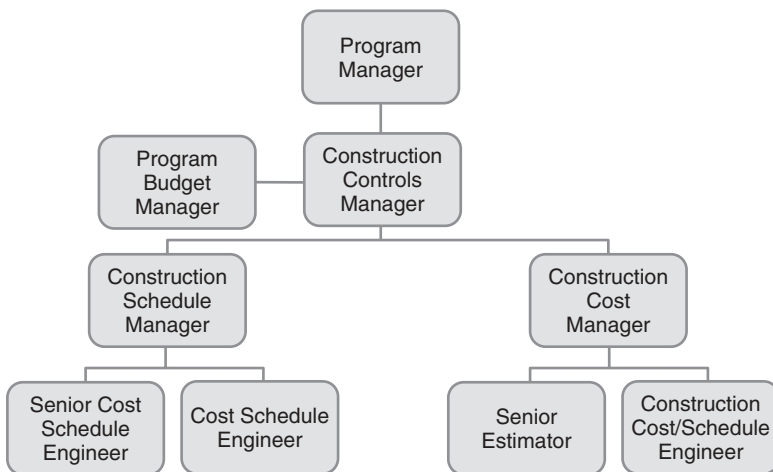 Program
Manager
Program
Budget
Manager
Construction
Controls
Manager
Construction
Schedule
Manager
Construction
Cost
Manager
Senior Cost
Schedule
Engineer
Cost Schedule
Engineer
Senior
Estimator
Construction
Cost/Schedule
Engineer